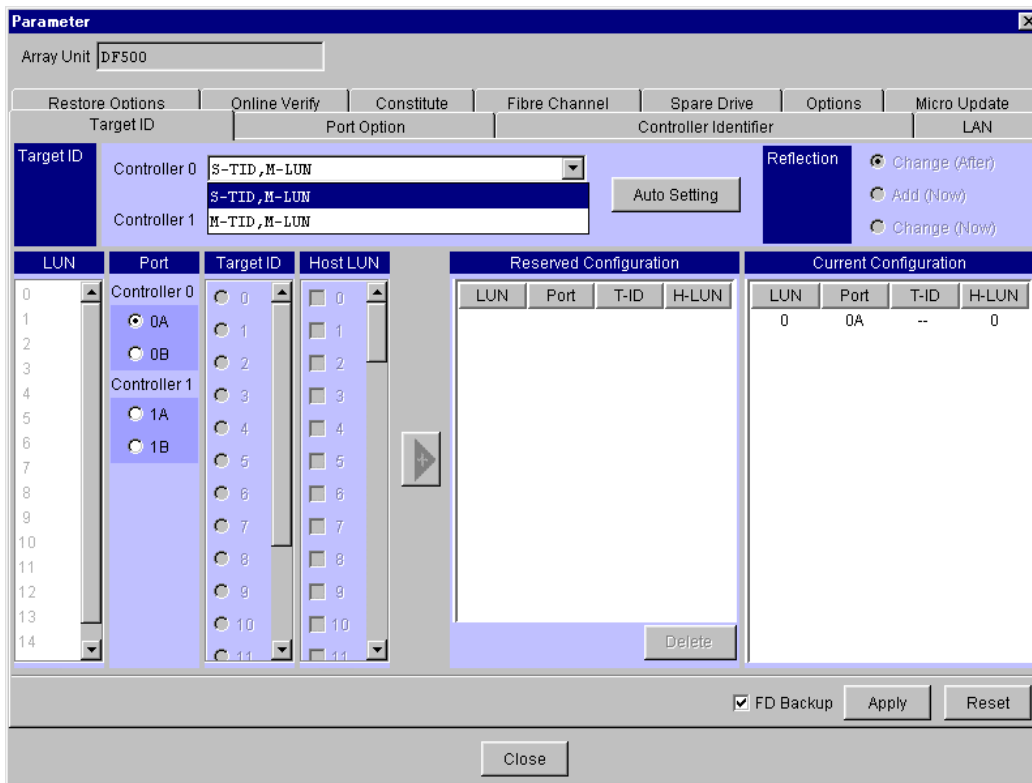 Parameter
Array Unit DF500
Restore Options Online Verify Constitute Fibre Channel Spare Drive Options Micro Update
Target ID Port Option Controller Identifier LAN
Target ID
Controller 0 S-TID,M-LUN
S-TID,M-LUN
M-TID,M-LUN
Controller 1
Auto Setting
Reflection
Change (After)
Add (Now)
Change (Now)
LUN
0
1
2
3
4
5
6
7
8
9
10
11
12
13
14
Port
Controller 0
0A
0B
Controller 1
1A
1B
Target ID
0
1
2
3
4
5
6
7
8
9
10
11
Host LUN
0
1
2
3
4
5
6
7
8
9
10
11
Reserved Configuration
LUN Port T-ID H-LUN
Delete
Current Configuration
LUN Port T-ID H-LUN
0 0A -- 0
FD Backup Apply Reset
Close